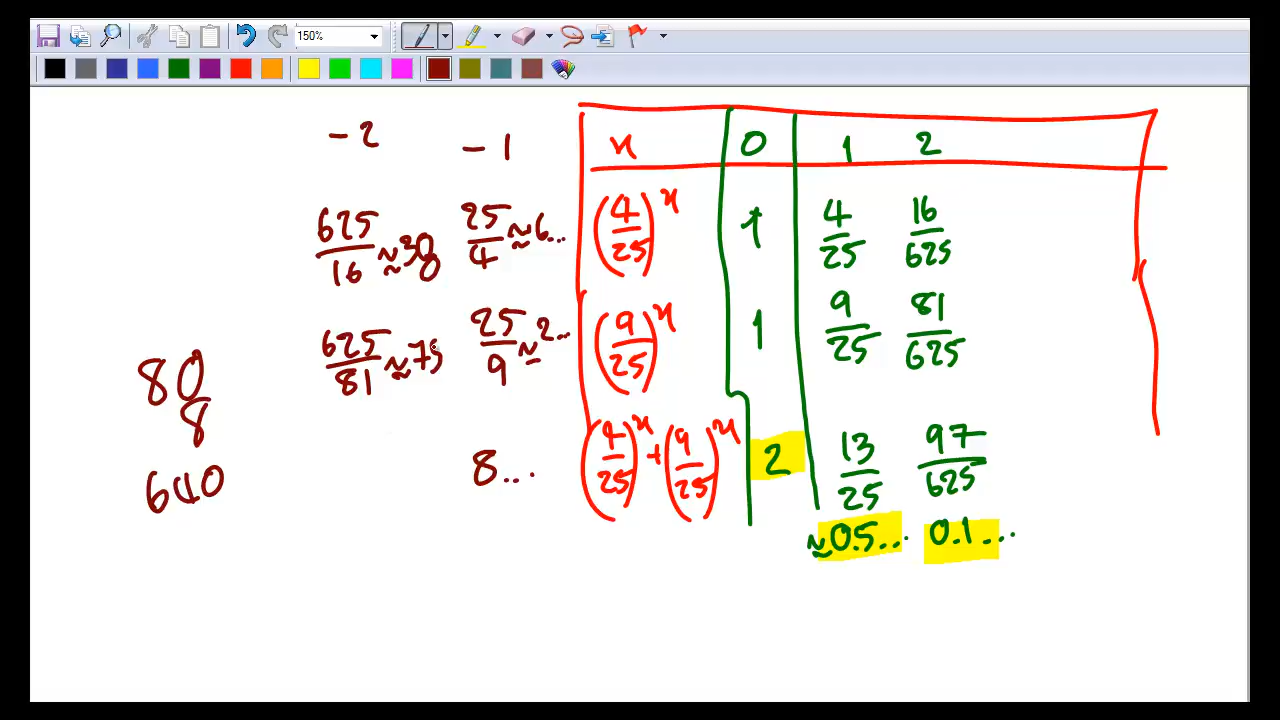 150%
-2 -1 x 0 1 2
625/16 ≈ 38 25/4 ≈ 6... (4/25)^x 1 4/25 16/625
625/81 ≈ 75 25/9 ≈ 2... (9/25)^x 1 9/25 81/625
80
8
640 8... (4/25)^x + (9/25)^x 2 13/25 97/625
≈0.5... 0.1...